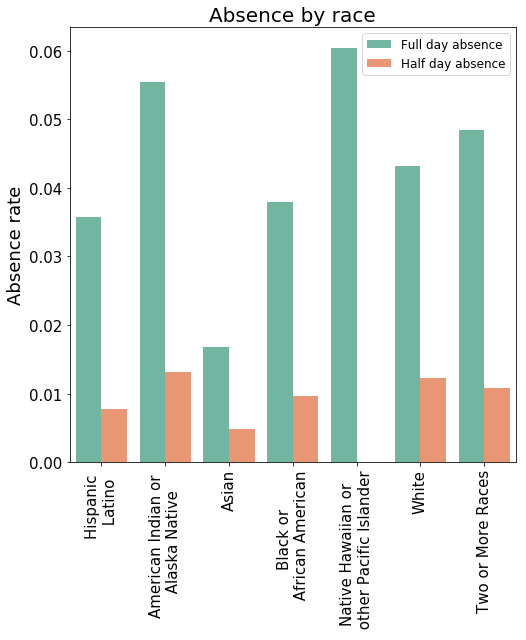 Absence by race
Full day absence
Half day absence
Absence rate
0.06
0.05
0.04
0.03
0.02
0.01
0.00
Hispanic
Latino
American Indian or
Alaska Native
Asian
Black or
African American
Native Hawaiian or
other Pacific Islander
White
Two or More Races